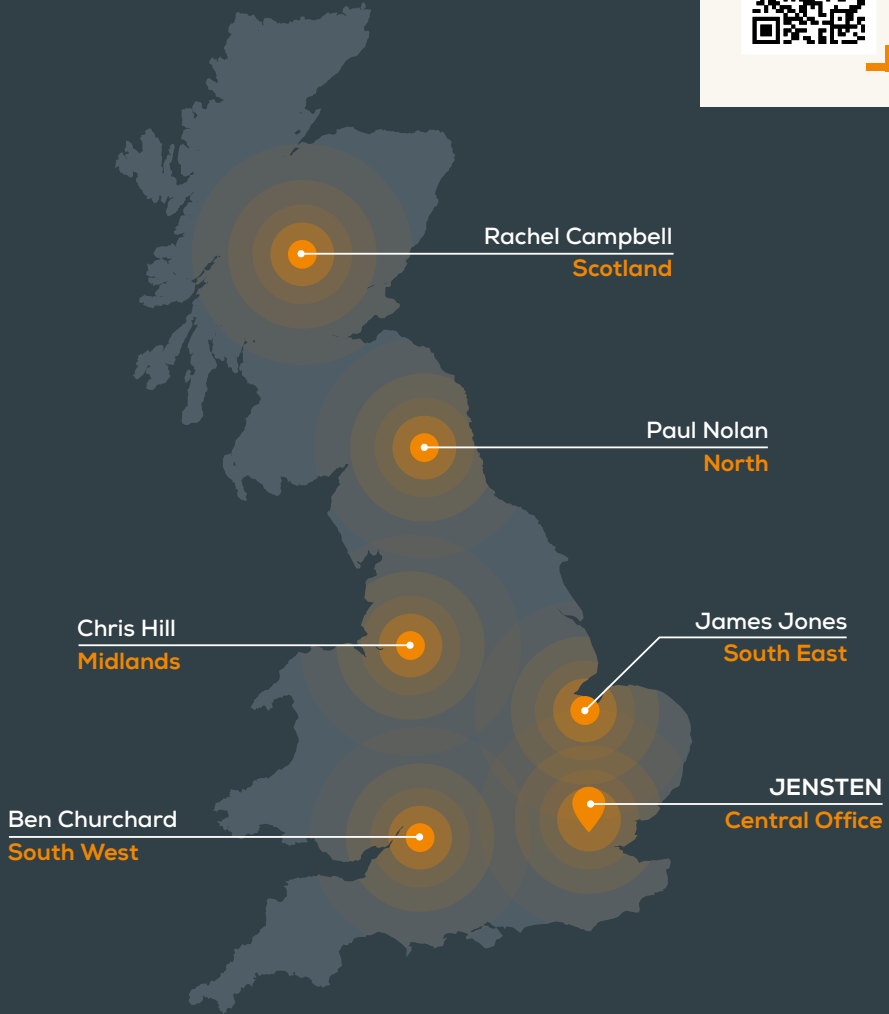 Rachel Campbell
Scotland
Paul Nolan
North
Chris Hill
Midlands
James Jones
South East
JENSTEN
Central Office
Ben Churchard
South West